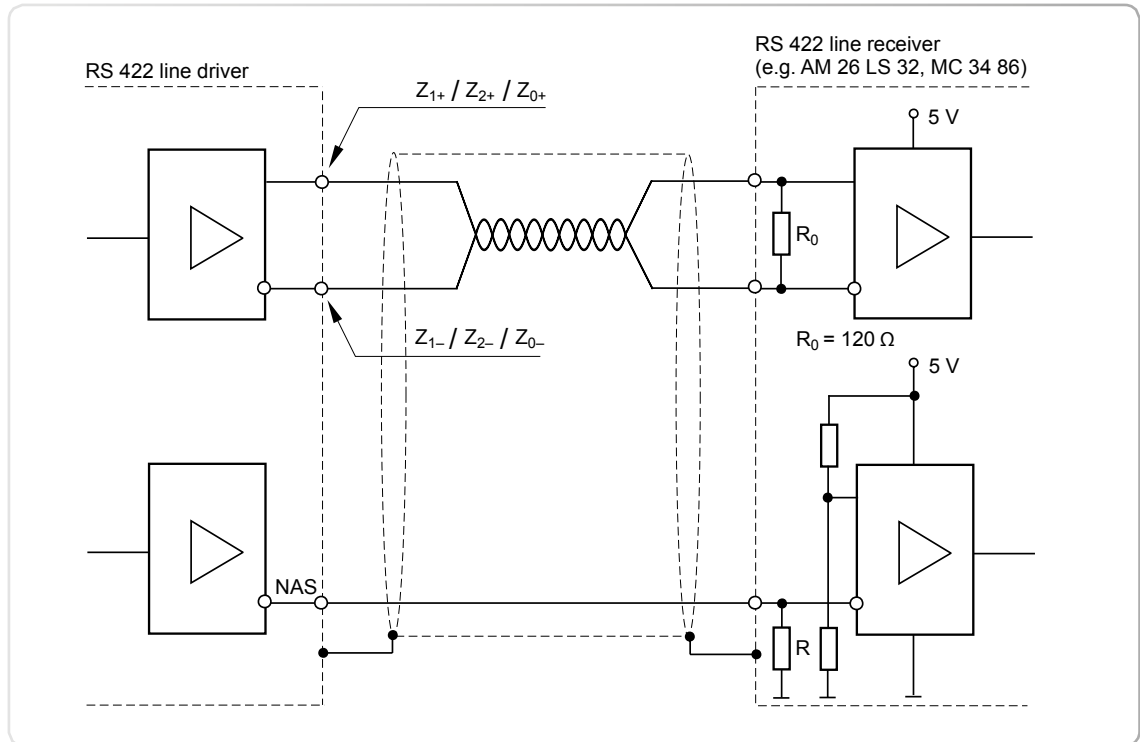 RS 422 line driver
RS 422 line receiver
(e.g. AM 26 LS 32, MC 34 86)
Z₁₊ / Z₂₊ / Z₀₊
5 V
R₀
Z₁₋ / Z₂₋ / Z₀₋
R₀ = 120 Ω
5 V
NAS
R